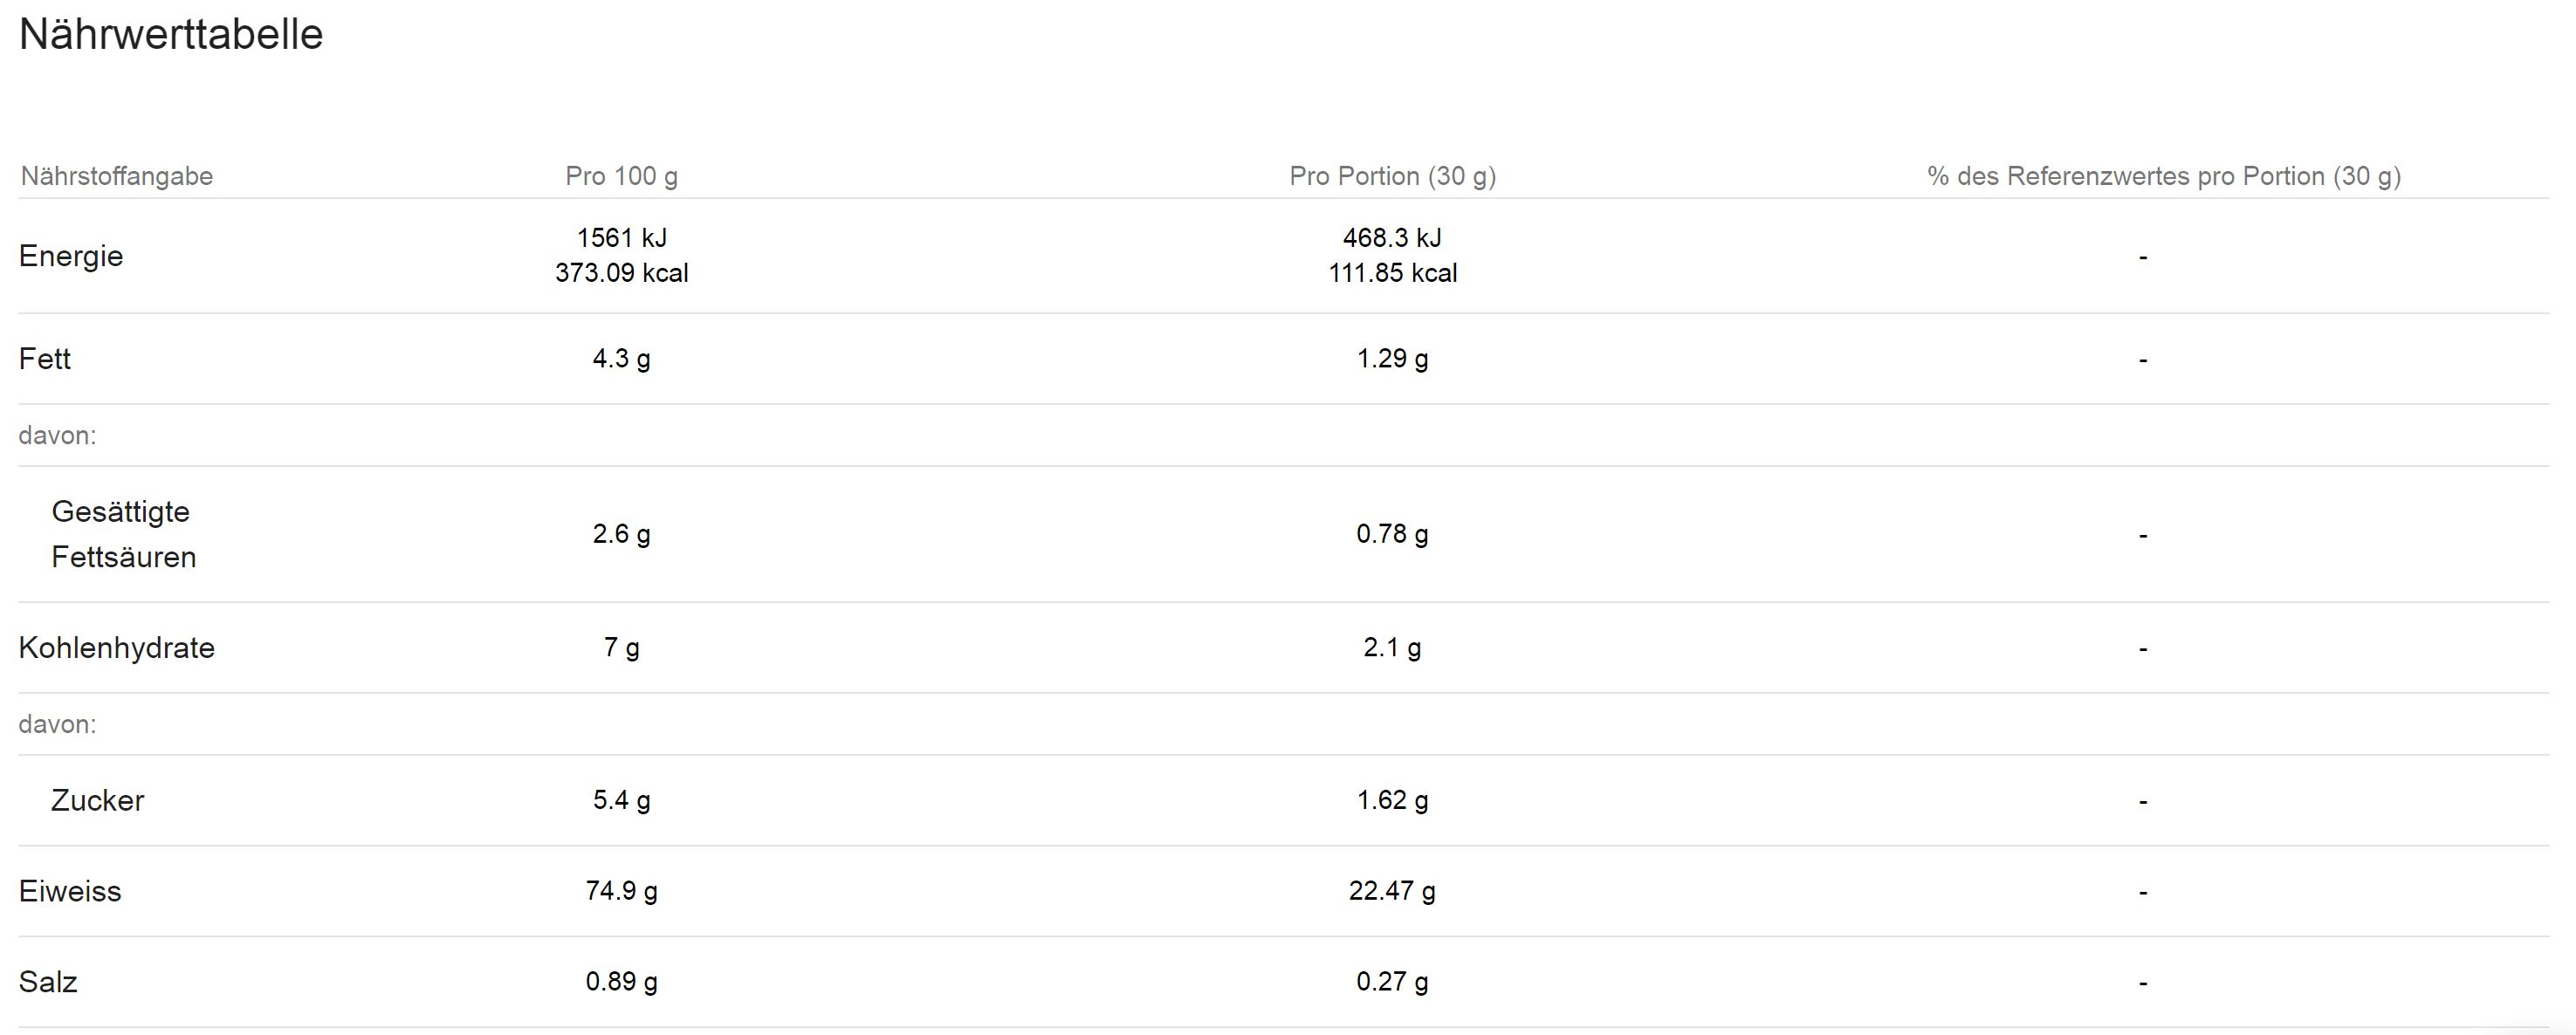 Nährwerttabelle
Nährstoffangabe Pro 100 g Pro Portion (30 g) % des Referenzwertes pro Portion (30 g)
Energie 1561 kJ 373.09 kcal 468.3 kJ 111.85 kcal -
Fett 4.3 g 1.29 g -
davon:
Gesättigte Fettsäuren 2.6 g 0.78 g -
Kohlenhydrate 7 g 2.1 g -
davon:
Zucker 5.4 g 1.62 g -
Eiweiss 74.9 g 22.47 g -
Salz 0.89 g 0.27 g -